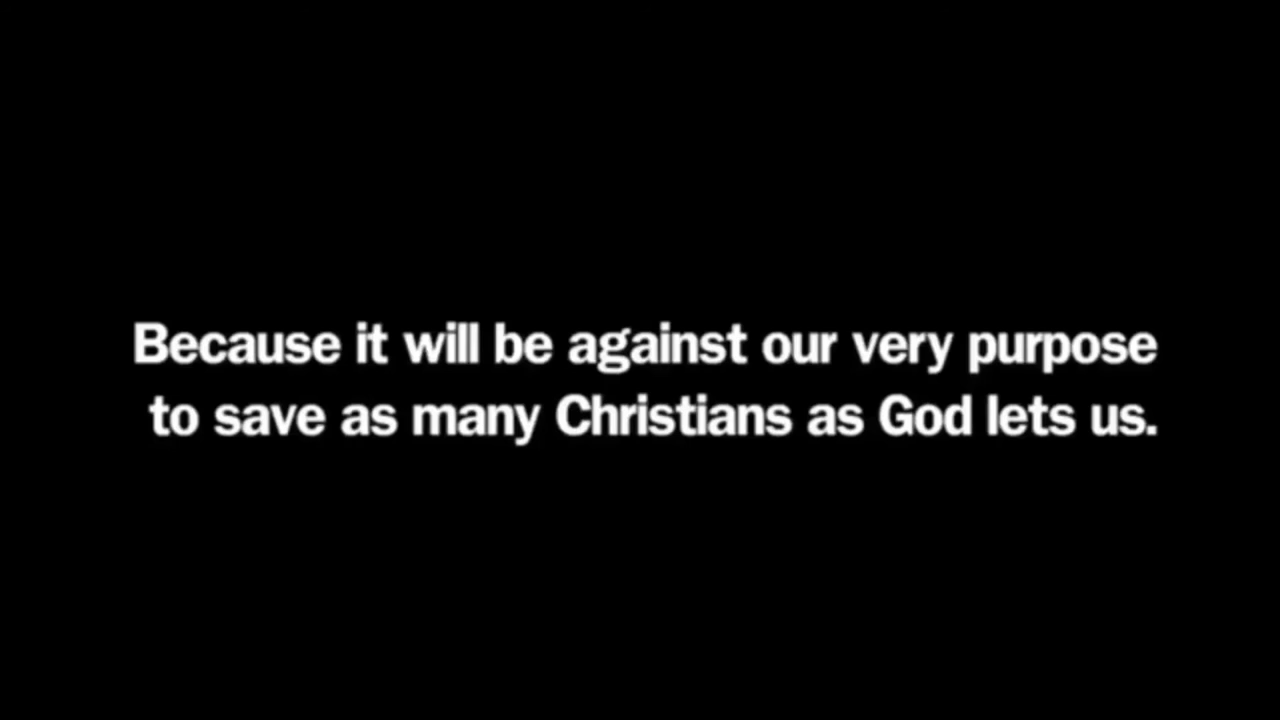 Because it will be against our very purpose
to save as many Christians as God lets us.